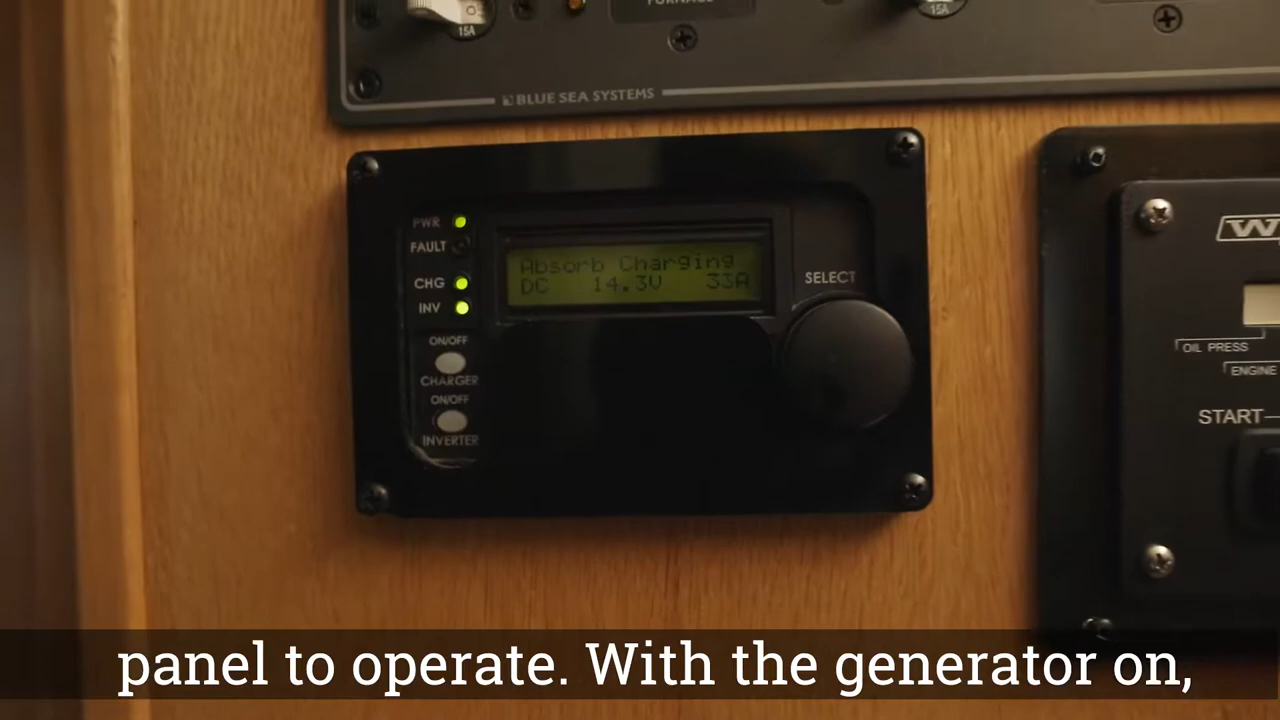 15A
FURNACE
15A
BLUE SEA SYSTEMS
PWR
FAULT
CHG
INV
ON/OFF
CHARGER
ON/OFF
INVERTER
Absorb Charging
DC 14.3V 33A
SELECT
W
OIL PRESS
ENGINE
START
panel to operate. With the generator on,